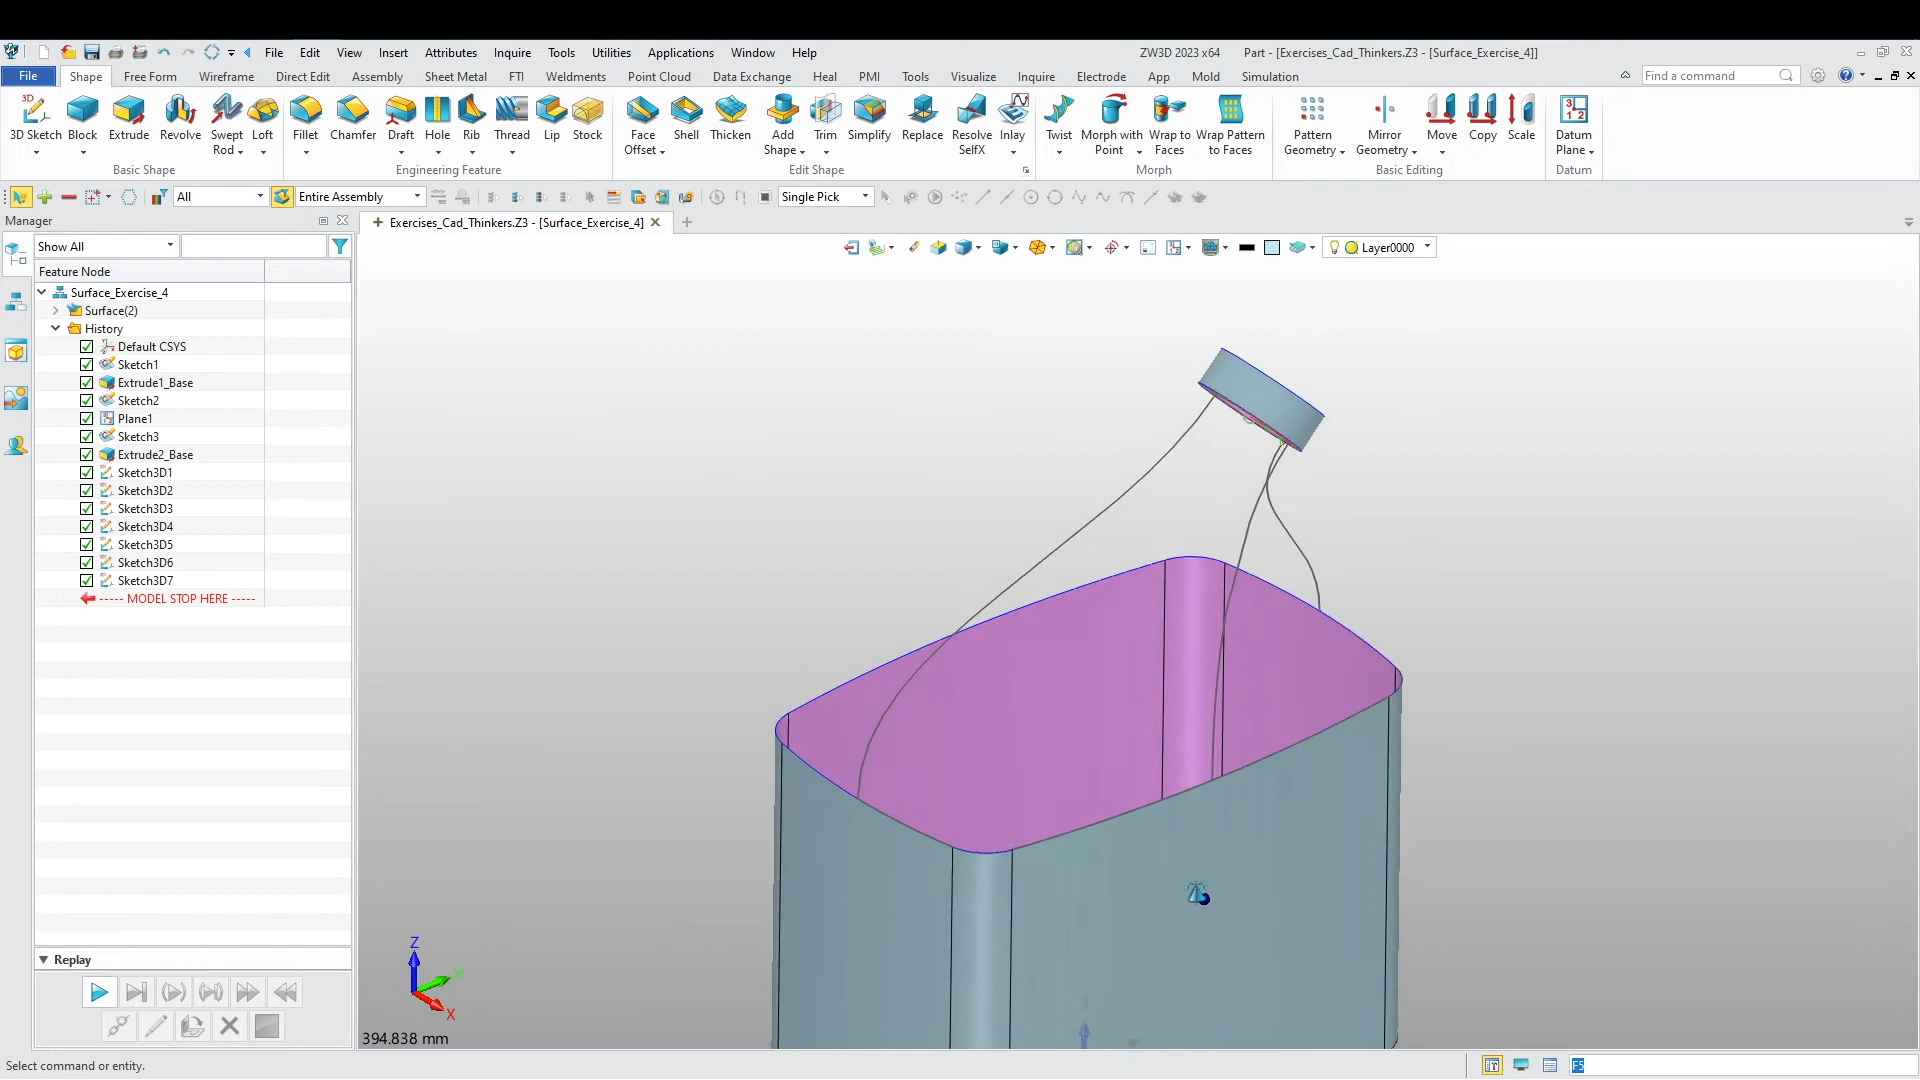 File Edit View Insert Attributes Inquire Tools Utilities Applications Window Help ZW3D 2023 x64 Part - [Exercises_Cad_Thinkers.Z3 - [Surface_Exercise_4]]
File Shape Free Form Wireframe Direct Edit Assembly Sheet Metal FTI Weldments Point Cloud Data Exchange Heal PMI Tools Visualize Inquire Electrode App Mold Simulation Find a command
3D Sketch Block Extrude Revolve Swept Rod Loft Fillet Chamfer Draft Hole Rib Thread Lip Stock Face Offset Shell Thicken Add Shape Trim Simplify Replace Resolve SelfX Inlay Twist Morph with Point Wrap to Faces Wrap Pattern to Faces Pattern Geometry Mirror Geometry Move Copy Scale Datum Plane
Basic Shape Engineering Feature Edit Shape Morph Basic Editing Datum
All Entire Assembly Single Pick
Manager Exercises_Cad_Thinkers.Z3 - [Surface_Exercise_4]
Show All Layer0000
Feature Node
Surface_Exercise_4
Surface(2)
History
Default CSYS
Sketch1
Extrude1_Base
Sketch2
Plane1
Sketch3
Extrude2_Base
Sketch3D1
Sketch3D2
Sketch3D3
Sketch3D4
Sketch3D5
Sketch3D6
Sketch3D7
----- MODEL STOP HERE -----
Replay
Z
Y
X
394.838 mm
Select command or entity. F5